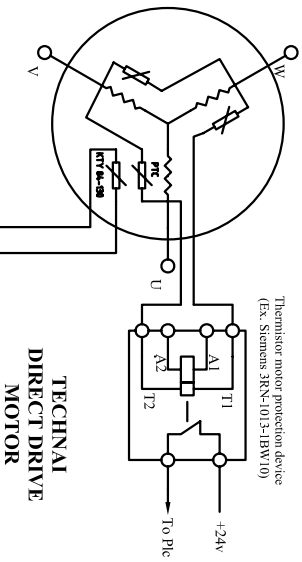 Thermistor motor protection device
(Ex. Siemens 3RN-1013-1BW10)
W
V
U
PTC
KTY 84-130
T1
A1
A2
T2
+24v
To Plc
TECHNAI
DIRECT DRIVE
MOTOR